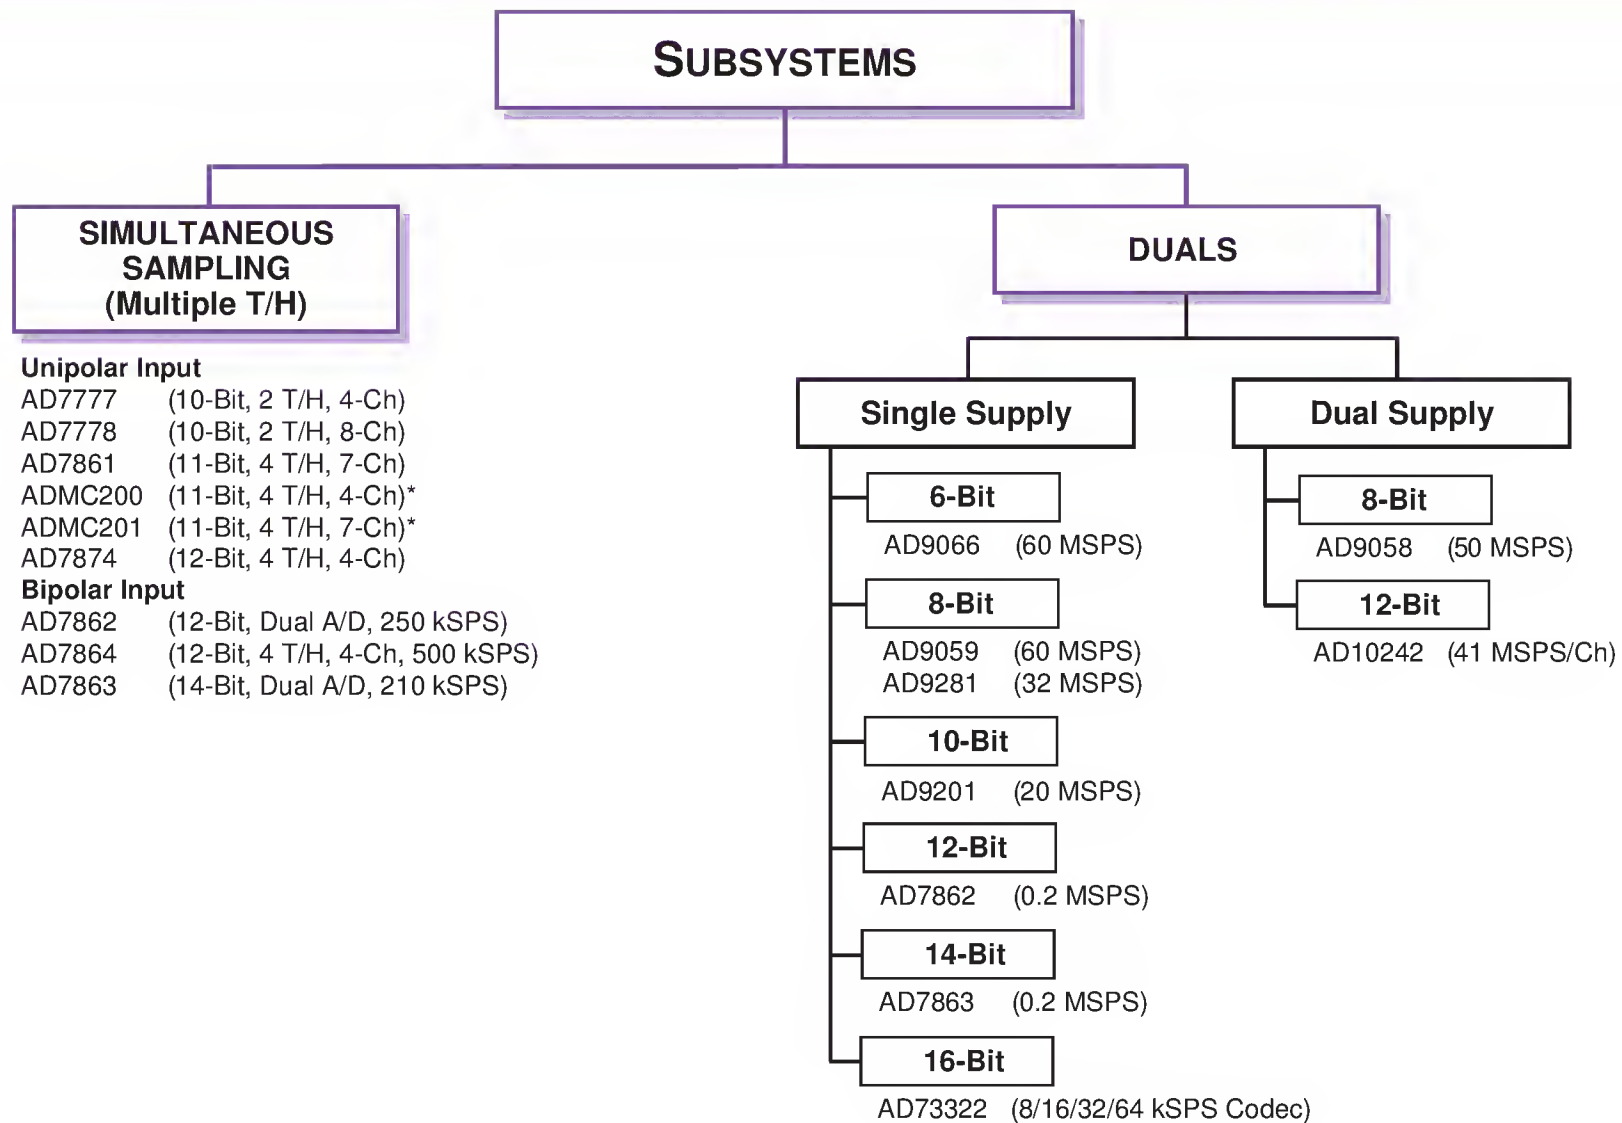 SUBSYSTEMS
SIMULTANEOUS
SAMPLING
(Multiple T/H)
Unipolar Input
AD7777 (10-Bit, 2 T/H, 4-Ch)
AD7778 (10-Bit, 2 T/H, 8-Ch)
AD7861 (11-Bit, 4 T/H, 7-Ch)
ADMC200 (11-Bit, 4 T/H, 4-Ch)*
ADMC201 (11-Bit, 4 T/H, 7-Ch)*
AD7874 (12-Bit, 4 T/H, 4-Ch)
Bipolar Input
AD7862 (12-Bit, Dual A/D, 250 kSPS)
AD7864 (12-Bit, 4 T/H, 4-Ch, 500 kSPS)
AD7863 (14-Bit, Dual A/D, 210 kSPS)
DUALS
Single Supply
6-Bit
AD9066 (60 MSPS)
8-Bit
AD9059 (60 MSPS)
AD9281 (32 MSPS)
10-Bit
AD9201 (20 MSPS)
12-Bit
AD7862 (0.2 MSPS)
14-Bit
AD7863 (0.2 MSPS)
16-Bit
AD73322 (8/16/32/64 kSPS Codec)
Dual Supply
8-Bit
AD9058 (50 MSPS)
12-Bit
AD10242 (41 MSPS/Ch)